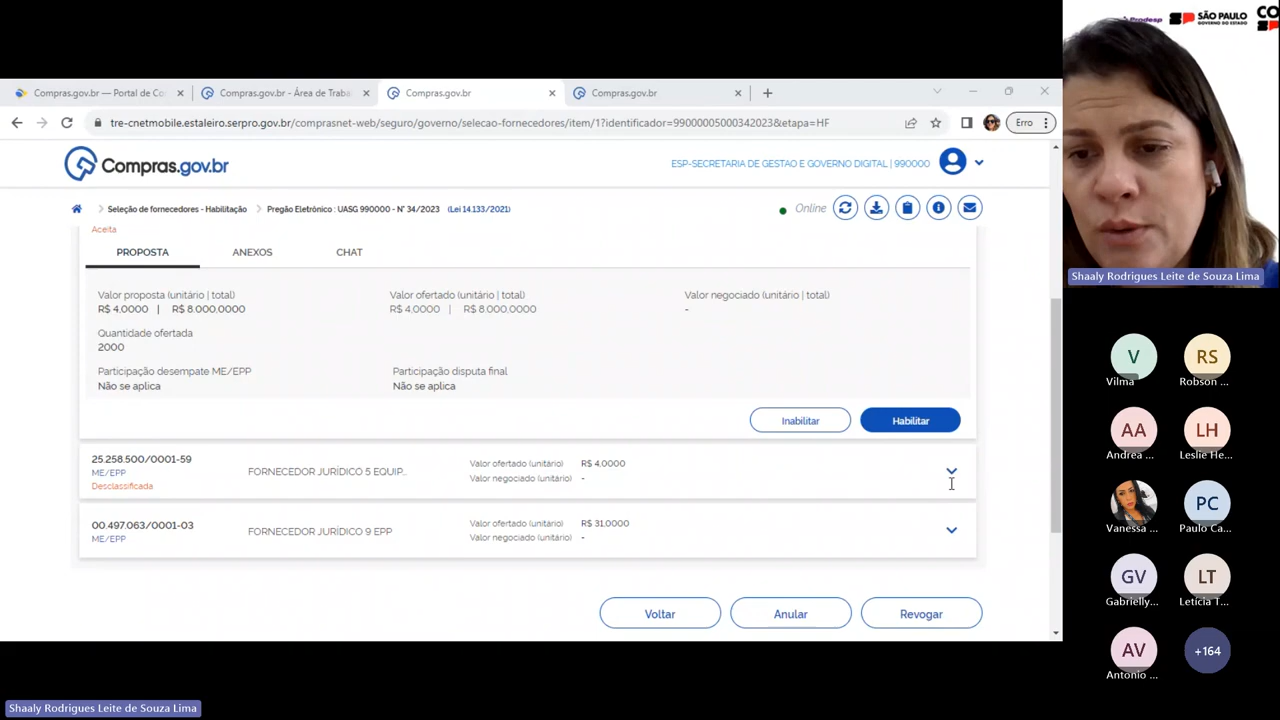 Prodesp SP SÃO PAULO GOVERNO DO ESTADO CO SP
Compras.gov.br — Portal de Co
Compras.gov.br - Área de Traba
Compras.gov.br
Compras.gov.br
tre-cnetmobile.estaleiro.serpro.gov.br/comprasnet-web/seguro/governo/selecao-fornecedores/item/1?identificador=99000005000342023&etapa=HF
Erro
Compras.gov.br
ESP-SECRETARIA DE GESTAO E GOVERNO DIGITAL | 990000
Seleção de fornecedores - Habilitação
Pregão Eletrônico : UASG 990000 - N° 34/2023 (Lei 14.133/2021)
Online
Aceita
PROPOSTA ANEXOS CHAT
Valor proposta (unitário | total) Valor ofertado (unitário | total) Valor negociado (unitário | total)
R$ 4,0000 | R$ 8.000,0000 R$ 4,0000 | R$ 8.000,0000 -
Quantidade ofertada
2000
Participação desempate ME/EPP Participação disputa final
Não se aplica Não se aplica
Inabilitar Habilitar
25.258.500/0001-59
ME/EPP
Desclassificada
FORNECEDOR JURÍDICO 5 EQUIP...
Valor ofertado (unitário) R$ 4,0000
Valor negociado (unitário) -
00.497.063/0001-03
ME/EPP
FORNECEDOR JURÍDICO 9 EPP
Valor ofertado (unitário) R$ 31,0000
Valor negociado (unitário) -
Voltar Anular Revogar
Shaaly Rodrigues Leite de Souza Lima
V RS
Vilma Robson ...
AA LH
Andrea ... Leslie He...
PC
Vanessa ... Paulo Ca...
GV LT
Gabrielly... Letícia T...
AV +164
Antonio ...
Shaaly Rodrigues Leite de Souza Lima